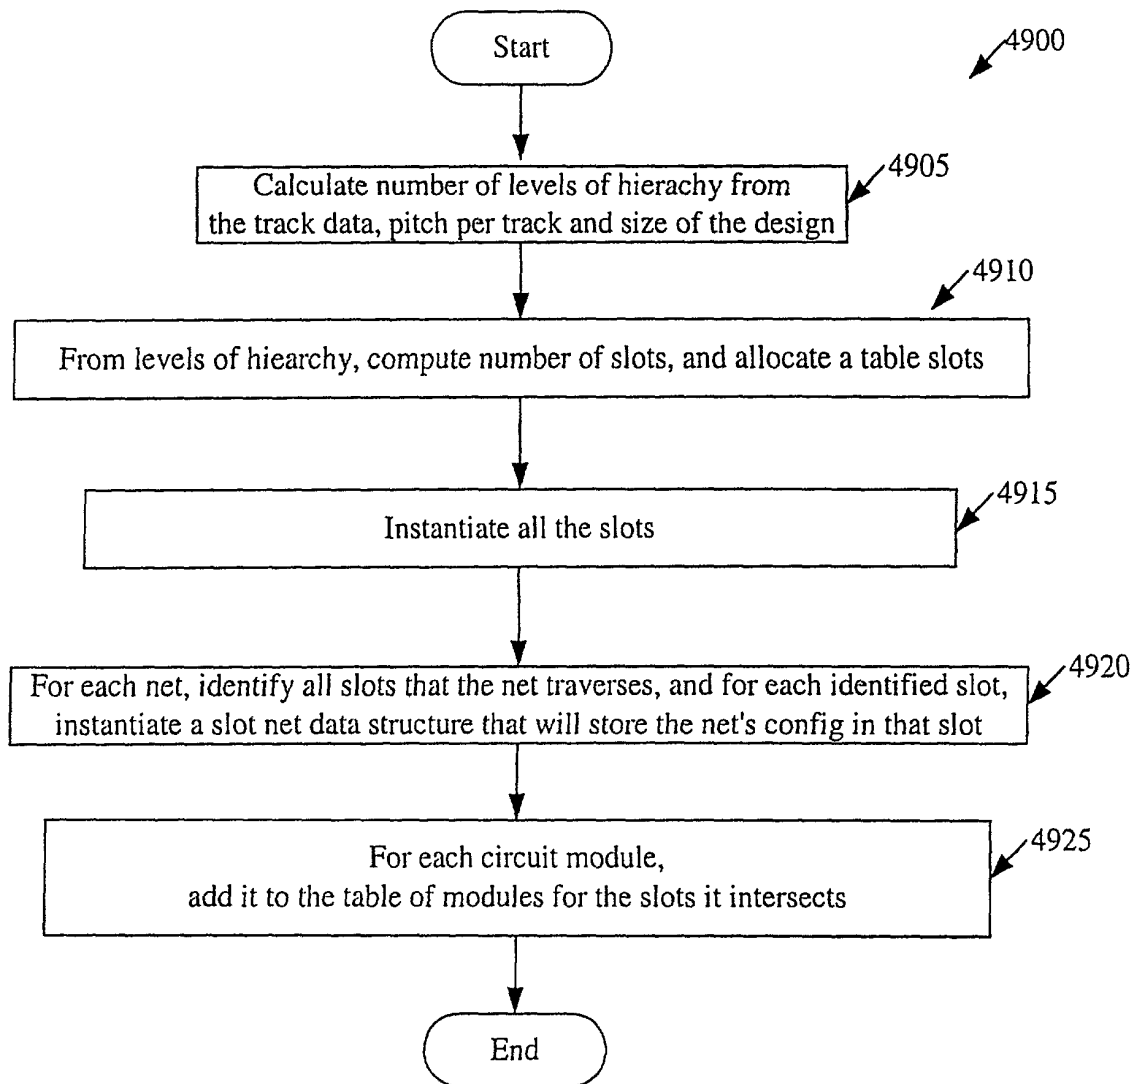 Start
4900
4905
Calculate number of levels of hierachy from
the track data, pitch per track and size of the design
4910
From levels of hiearchy, compute number of slots, and allocate a table slots
4915
Instantiate all the slots
4920
For each net, identify all slots that the net traverses, and for each identified slot,
instantiate a slot net data structure that will store the net's config in that slot
4925
For each circuit module,
add it to the table of modules for the slots it intersects
End